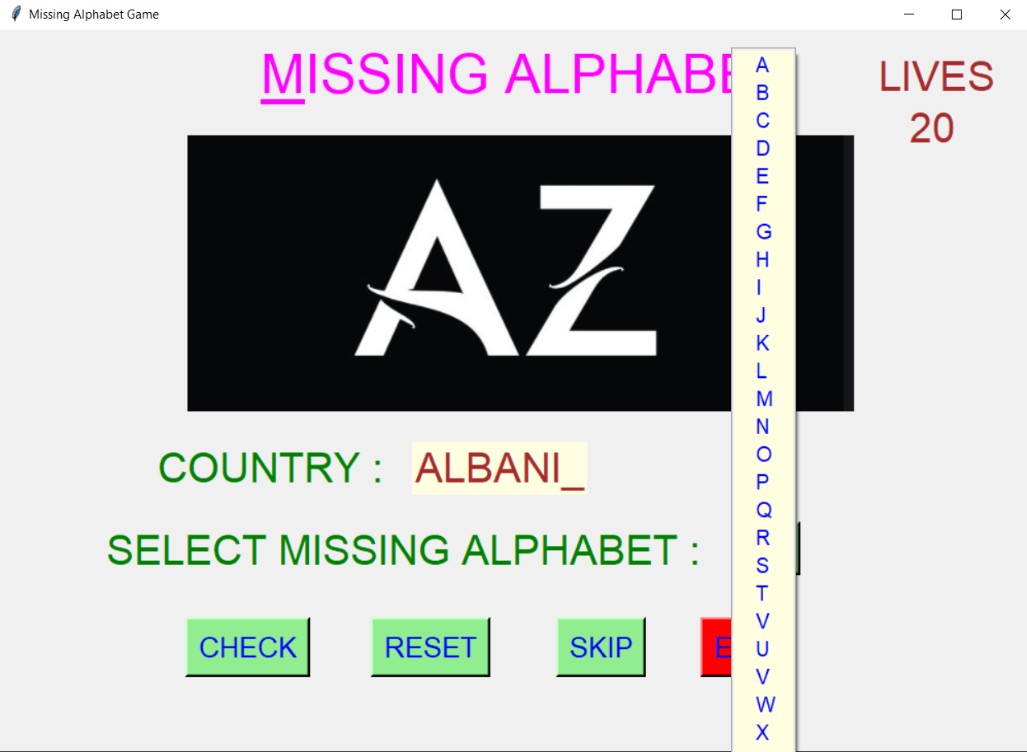 Missing Alphabet Game
MISSING ALPHABE
LIVES
20
AZ
COUNTRY :
ALBANI_
SELECT MISSING ALPHABET :
CHECK
RESET
SKIP
E
A
B
C
D
E
F
G
H
I
J
K
L
M
N
O
P
Q
R
S
T
V
U
V
W
X